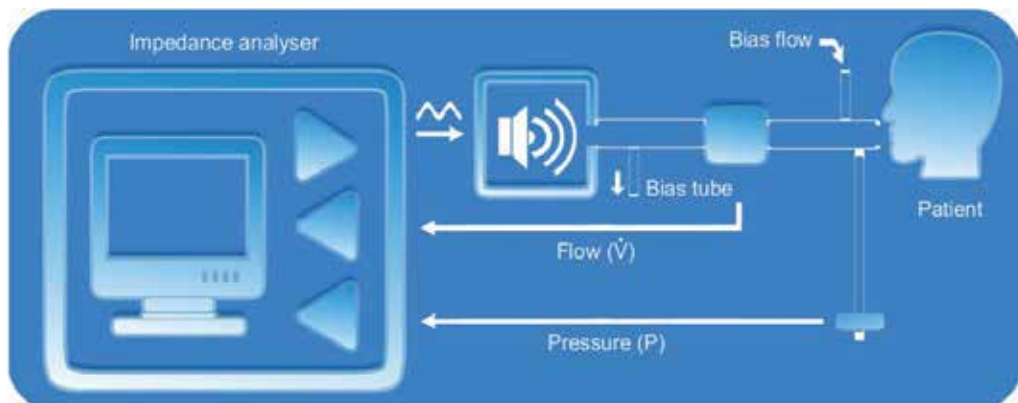 Impedance analyser
Bias flow
Bias tube
Patient
Flow (V̇)
Pressure (P)